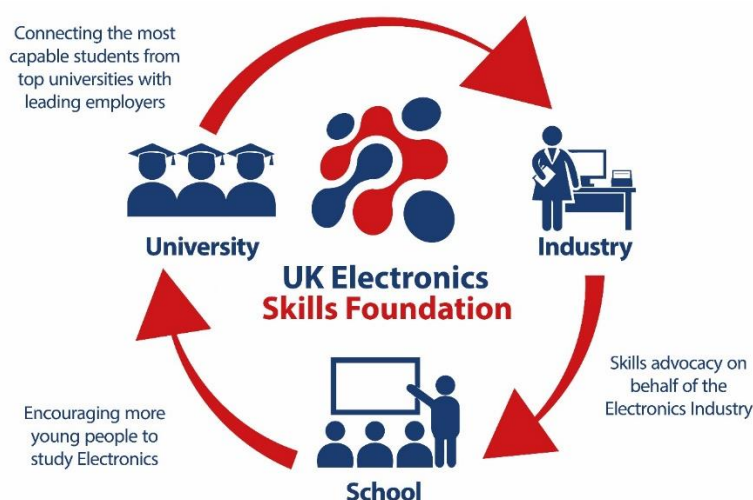 Connecting the most
capable students from
top universities with
leading employers
University
Industry
UK Electronics
Skills Foundation
Skills advocacy on
behalf of the
Electronics Industry
Encouraging more
young people to
study Electronics
School